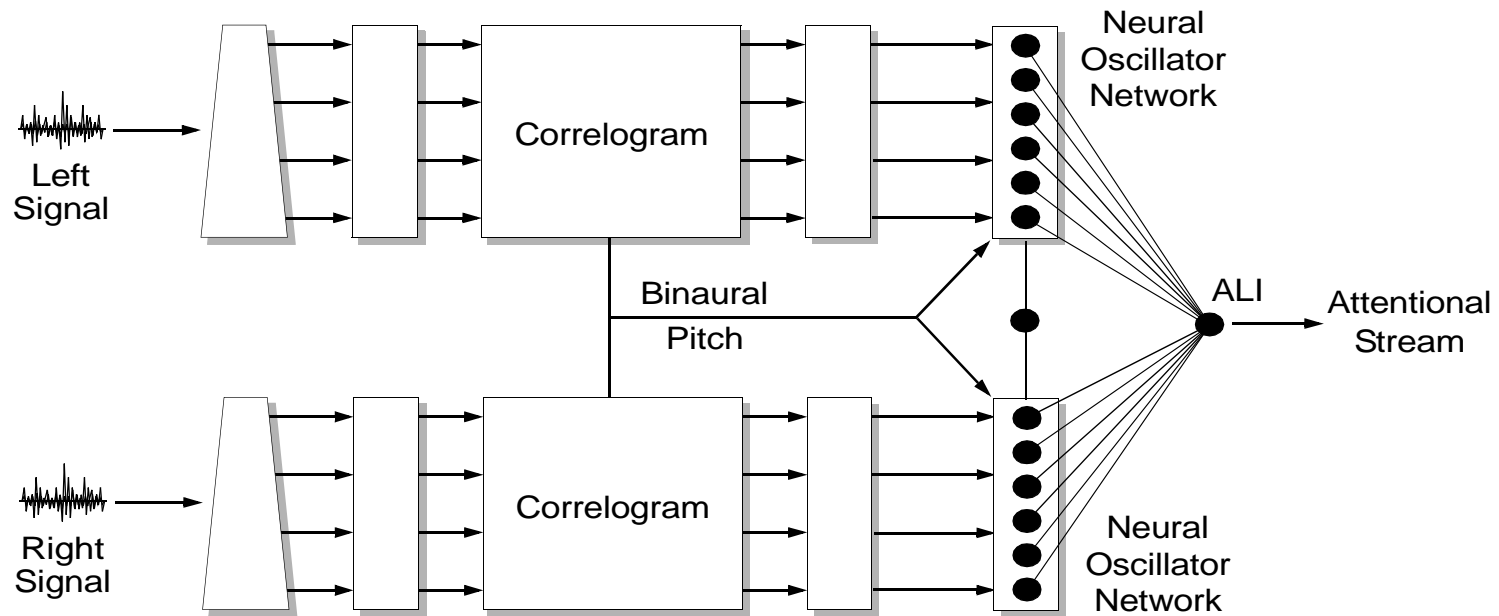 Neural
Oscillator
Network
Correlogram
Left
Signal
Binaural
Pitch
ALI
Attentional
Stream
Correlogram
Right
Signal
Neural
Oscillator
Network